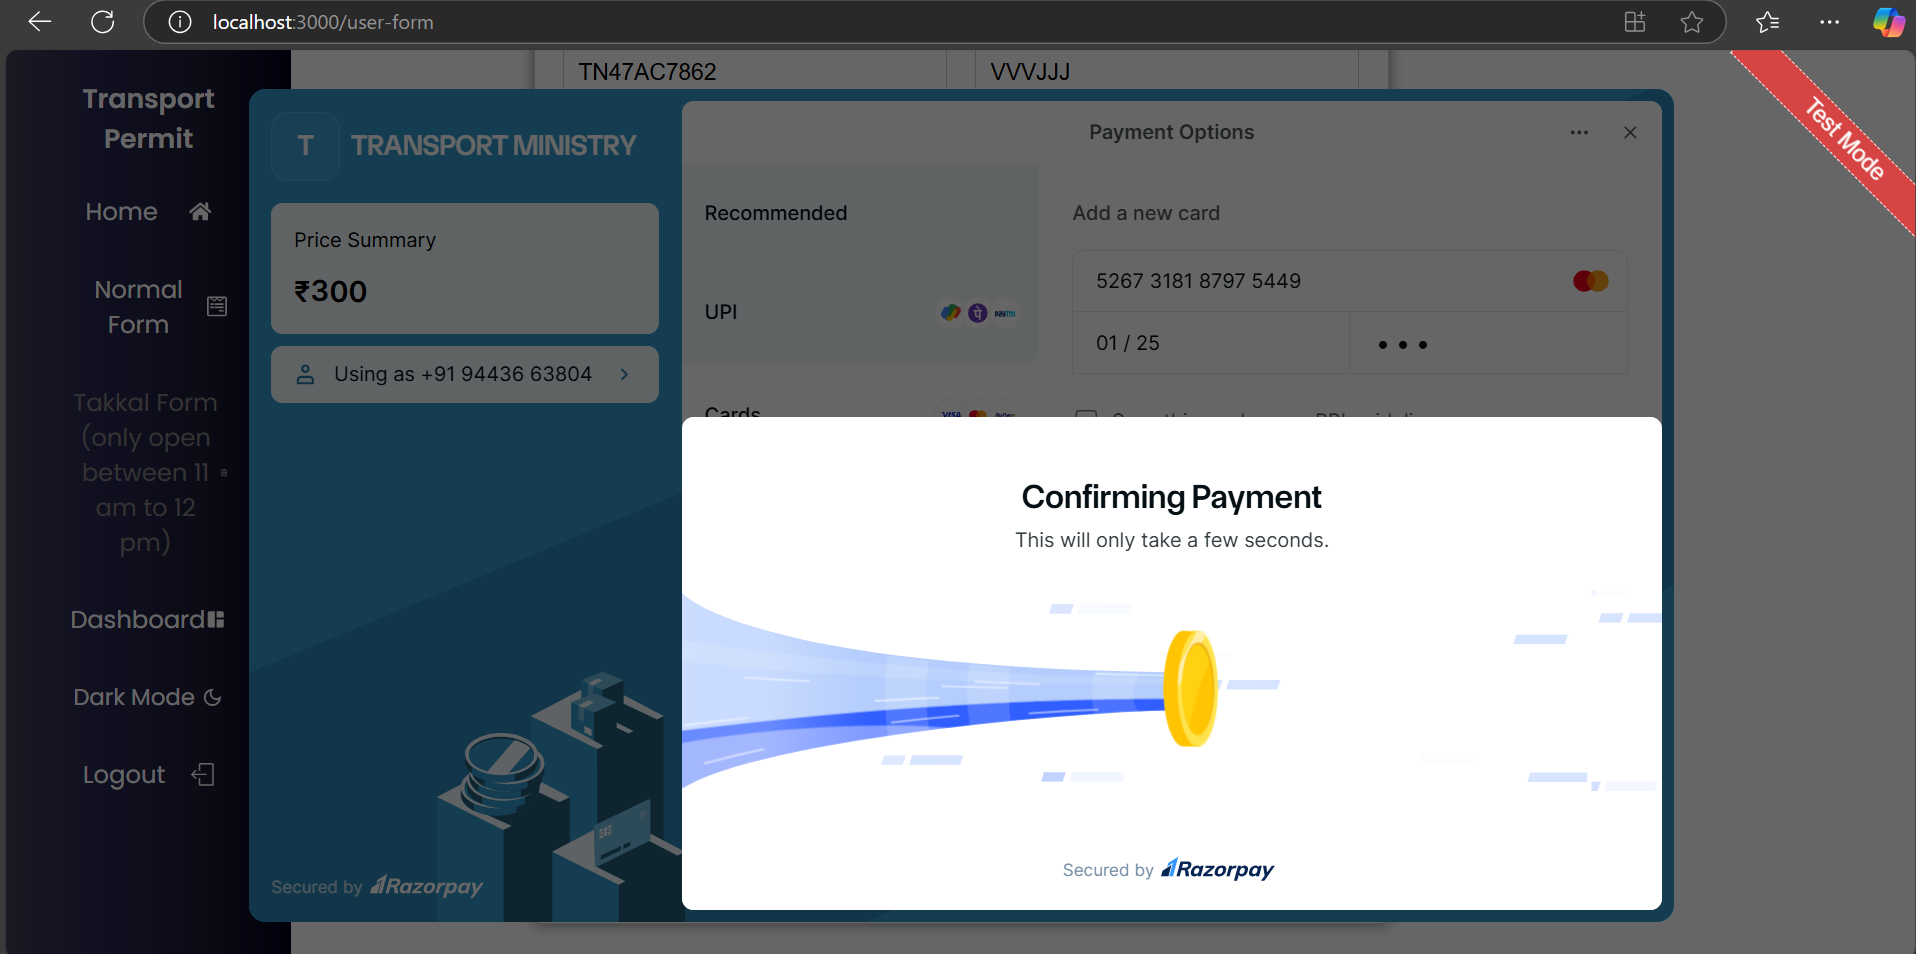 localhost:3000/user-form
Transport
Permit
Home
Normal
Form
Takkal Form
(only open
between 11
am to 12
pm)
Dashboard
Dark Mode
Logout
TN47AC7862
VVVJJJ
Test Mode
T
TRANSPORT MINISTRY
Price Summary
₹300
Using as +91 94436 63804
Secured by Razorpay
Payment Options
Recommended
UPI
Cards
VISA
Add a new card
5267 3181 8797 5449
01 / 25
Confirming Payment
This will only take a few seconds.
Secured by Razorpay